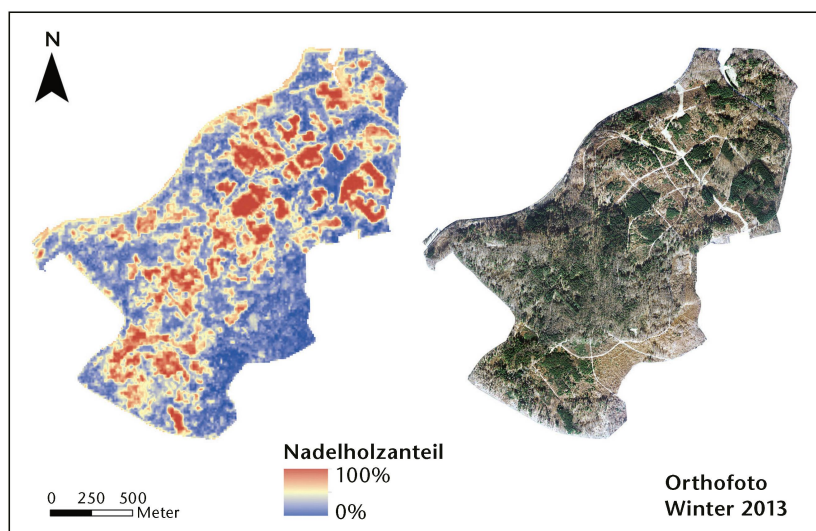 N
Nadelholzanteil
100%
0%
0 250 500
Meter
Orthofoto
Winter 2013